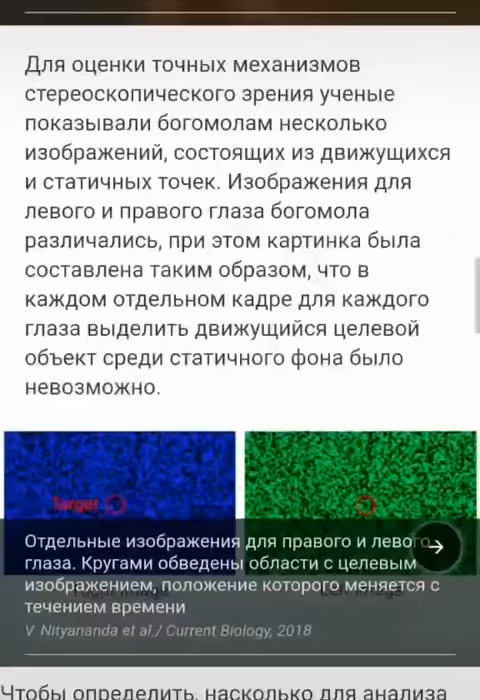 Для оценки точных механизмов
стереоскопического зрения ученые
показывали богомолам несколько
изображений, состоящих из движущихся
и статичных точек. Изображения для
левого и правого глаза богомола
различались, при этом картинка была
составлена таким образом, что в
каждом отдельном кадре для каждого
глаза выделить движущийся целевой
объект среди статичного фона было
невозможно.
Target
Отдельные изображения для правого и левого
глаза. Кругами обведены области с целевым
изображением, положение которого меняется с
течением времени
V. Nityananda et al./ Current Biology, 2018
Чтобы определить, насколько для анализа